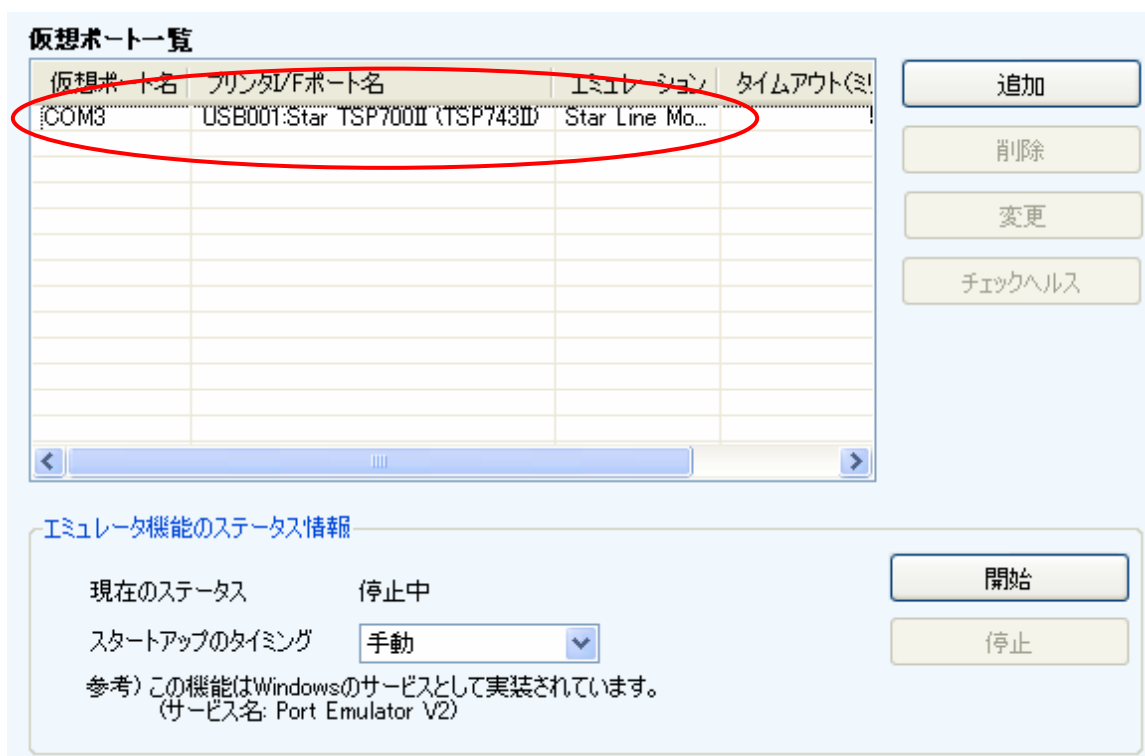 仮想ポート一覧
仮想ポート名 プリンタI/Fポート名 エミュレーション タイムアウト(ミ
COM3 USB001:Star TSP700Ⅱ (TSP743Ⅱ) Star Line Mo...
追加
削除
変更
チェックヘルス
エミュレータ機能のステータス情報
現在のステータス 停止中
スタートアップのタイミング 手動
参考) この機能はWindowsのサービスとして実装されています。
(サービス名: Port Emulator V2)
開始
停止